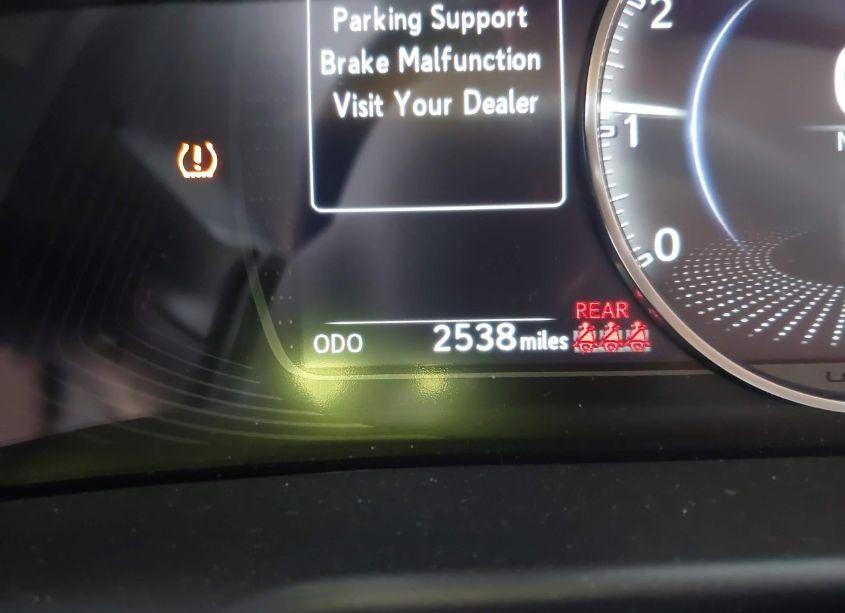 Parking Support
Brake Malfunction
Visit Your Dealer
2
1
0
REAR
ODO 2538 miles